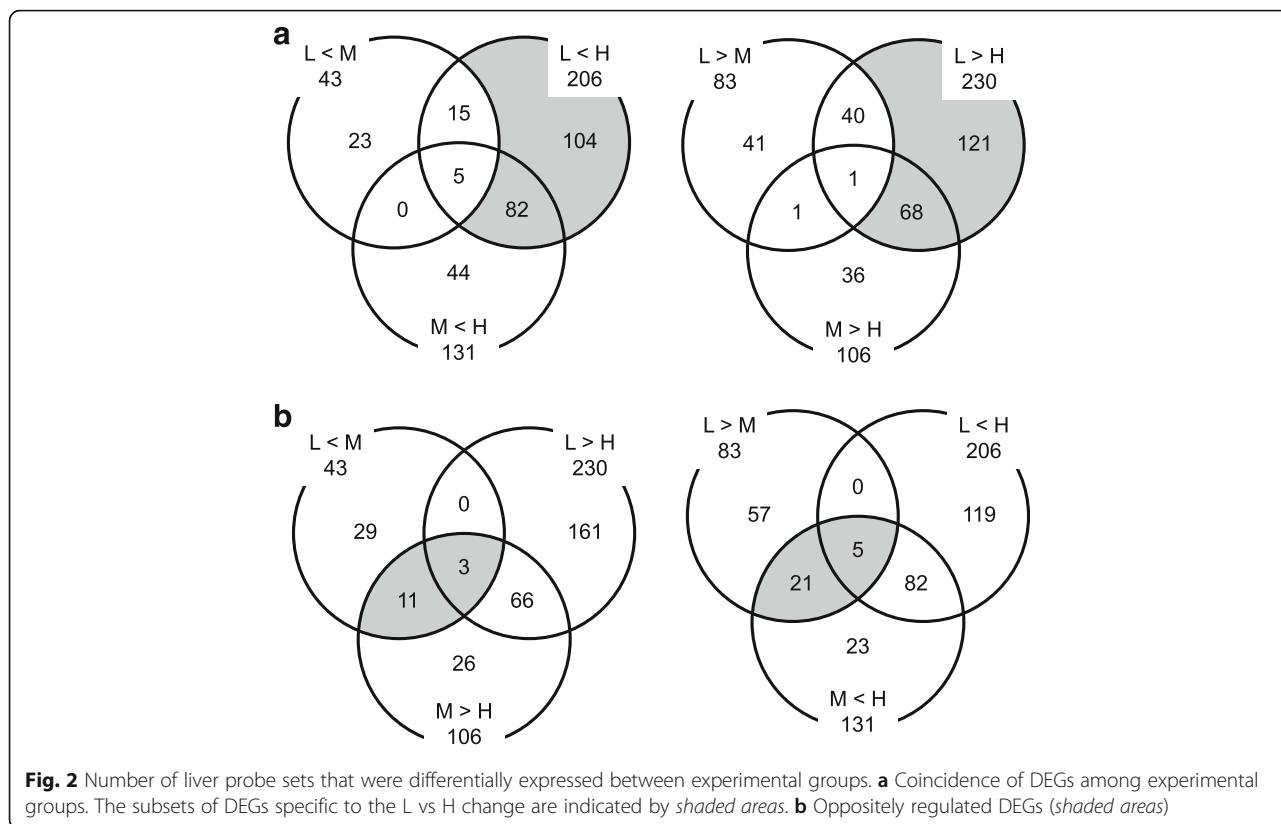 a
L < M
43
L < H
206
15
23
104
5
0
82
44
M < H
131
L > M
83
L > H
230
40
41
121
1
1
68
36
M > H
106
b
L < M
43
L > H
230
0
29
161
3
11
66
26
M > H
106
L > M
83
L < H
206
0
57
119
5
21
82
23
M < H
131
Fig. 2 Number of liver probe sets that were differentially expressed between experimental groups. a Coincidence of DEGs among experimental
groups. The subsets of DEGs specific to the L vs H change are indicated by shaded areas. b Oppositely regulated DEGs (shaded areas)